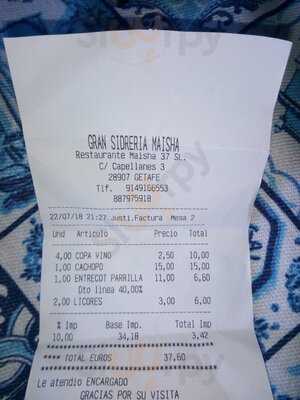 GRAN SIDRERIA MAISHA
Restaurante Maisha 37 SL.
C/ Capellanes 3
28907 GETAFE
Tlf. 9149166553
887975918
22/07/18 21:27 Justi.Factura Mesa 2
Und Articulo Precio Total
4,00 COPA VINO 2,50 10,00
1,00 CACHOPO 15,00 15,00
1,00 ENTRECOT PARRILLA 11,00 6,60
Dto linea 40,00%
2,00 LICORES 3,00 6,00
% Imp Base Imp. Total Imp
10,00 34,18 3,42
**** TOTAL EUROS 37,60
Le atendio ENCARGADO
GRACIAS POR SU VISITA